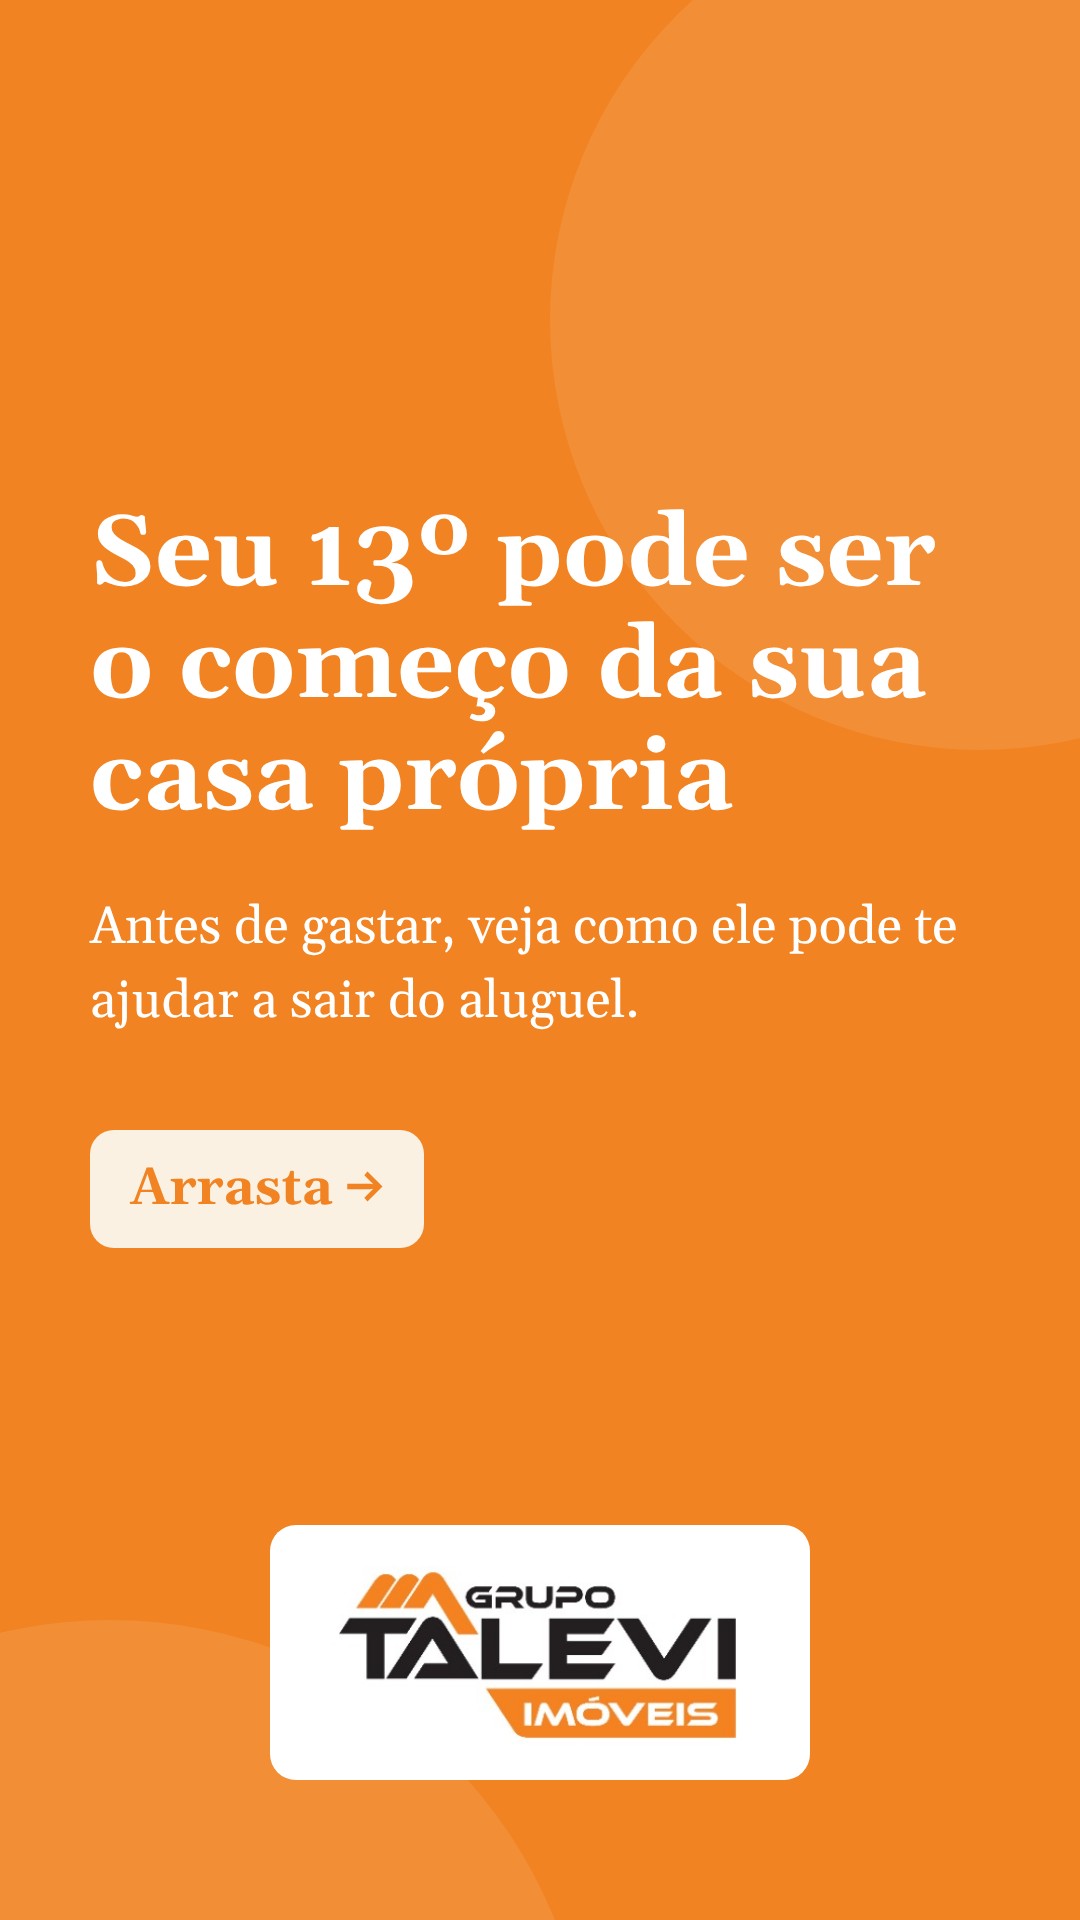 Seu 13º pode ser
o começo da sua
casa própria
Antes de gastar, veja como ele pode te
ajudar a sair do aluguel.
Arrasta →
GRUPO
TALEVI
IMÓVEIS